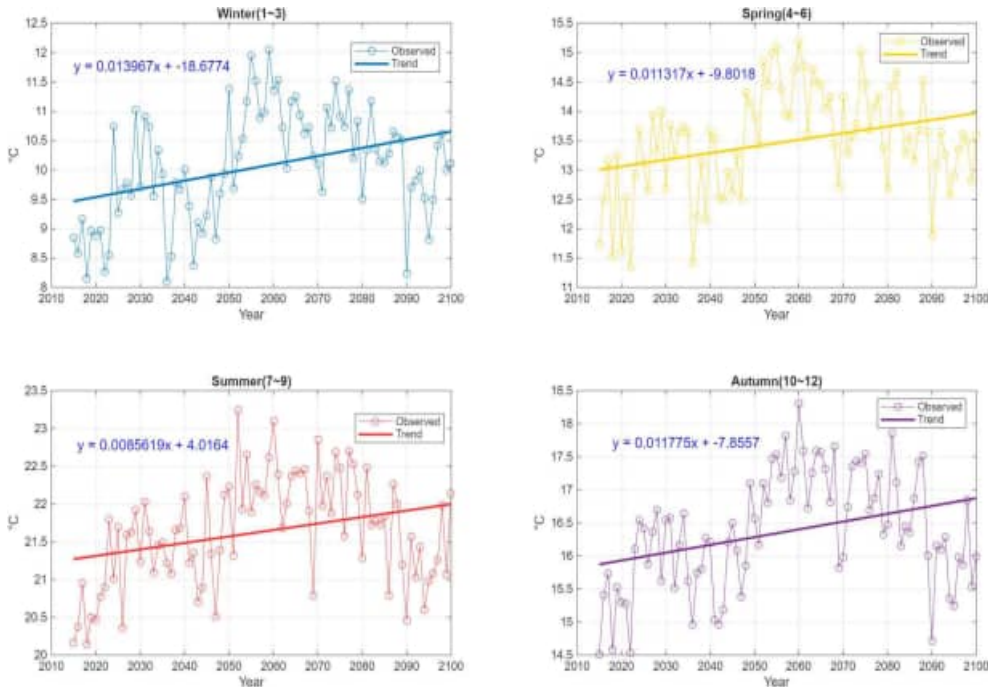 Winter(1~3)
12.5
12
11.5
11
10.5
10
9.5
9
8.5
8
°C
y = 0.013967x + -18.6774
Observed
Trend
2010 2020 2030 2040 2050 2060 2070 2080 2090 2100
Year
Spring(4~6)
15.5
15
14.5
14
13.5
13
12.5
12
11.5
11
°C
y = 0.011317x + -9.8018
Observed
Trend
2010 2020 2030 2040 2050 2060 2070 2080 2090 2100
Year
Summer(7~9)
23.5
23
22.5
22
21.5
21
20.5
20
°C
y = 0.0085619x + 4.0164
Observed
Trend
2010 2020 2030 2040 2050 2060 2070 2080 2090 2100
Year
Autumn(10~12)
18.5
18
17.5
17
16.5
16
15.5
15
14.5
°C
y = 0.011775x + -7.8557
Observed
Trend
2010 2020 2030 2040 2050 2060 2070 2080 2090 2100
Year